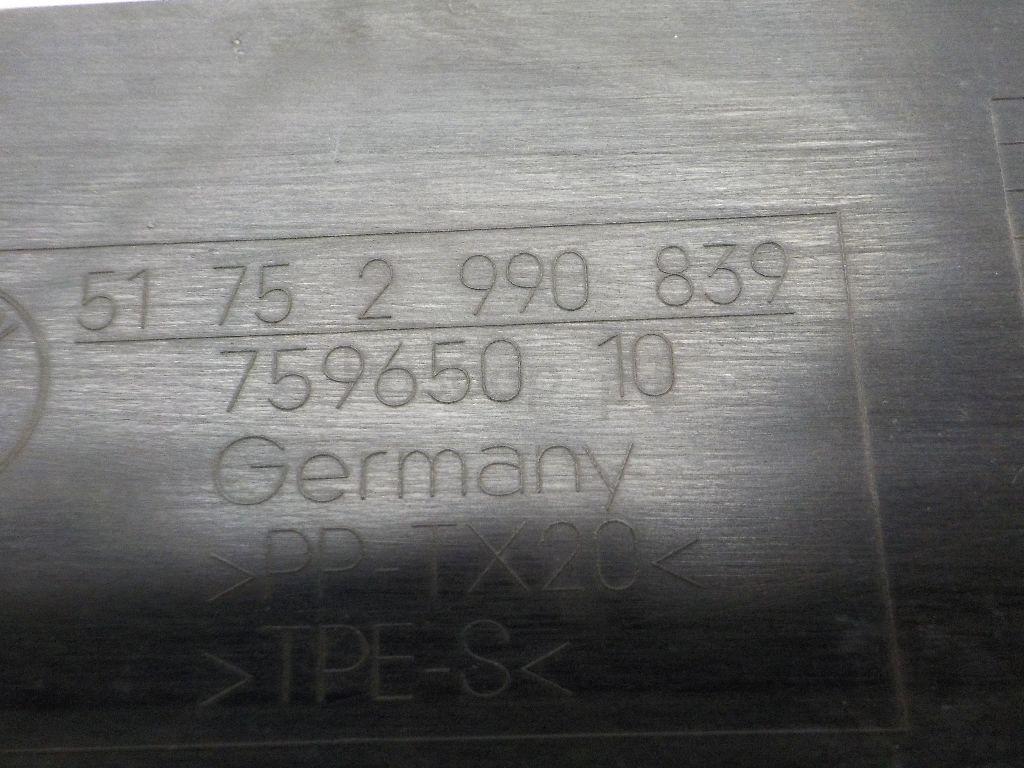 51 75 2 990 839
759650 10
Germany
>PP-TX20<
>TPE-S<